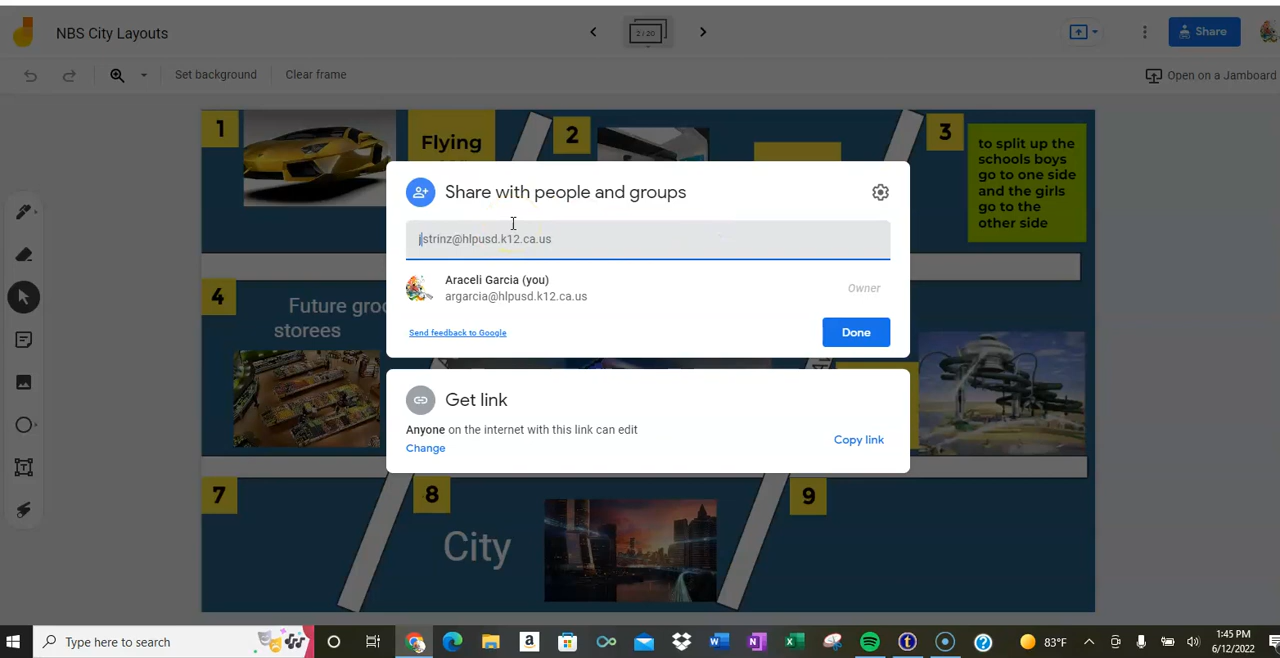 NBS City Layouts
2 / 20
Share
Set background
Clear frame
Open on a Jamboard
1
Flying
2
3
to split up the
schools boys
go to one side
and the girls
go to the
other side
Share with people and groups
jstrinz@hlpusd.k12.ca.us
Araceli Garcia (you)
argarcia@hlpusd.k12.ca.us
Owner
Send feedback to Google
Done
4
Future
storees
Get link
Anyone on the internet with this link can edit
Change
Copy link
7
8
9
City
Type here to search
83°F
1:45 PM
6/12/2022